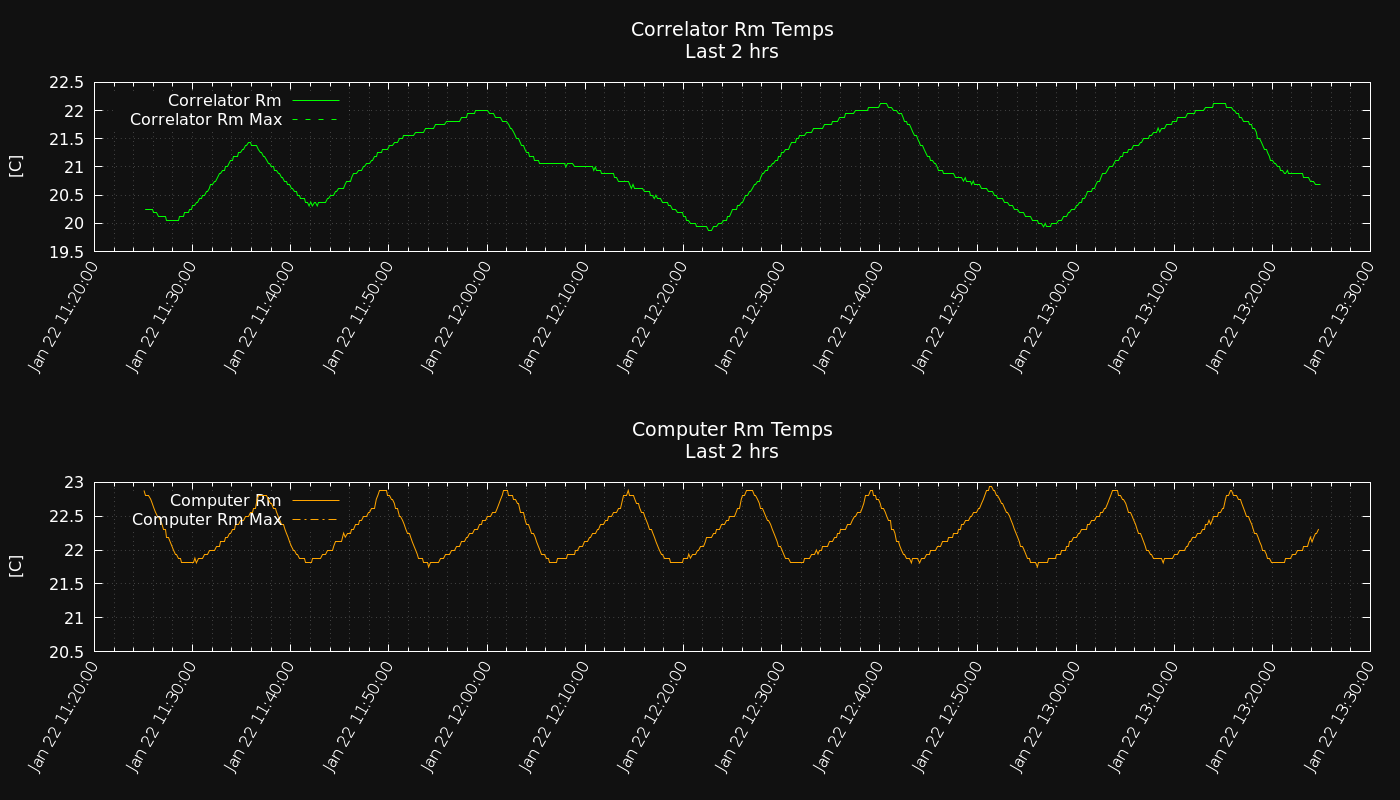 Correlator Rm Temps
Last 2 hrs
22.5
22
21.5
21
20.5
20
19.5
[C]
Correlator Rm
Correlator Rm Max
Jan 22 11:20:00
Jan 22 11:30:00
Jan 22 11:40:00
Jan 22 11:50:00
Jan 22 12:00:00
Jan 22 12:10:00
Jan 22 12:20:00
Jan 22 12:30:00
Jan 22 12:40:00
Jan 22 12:50:00
Jan 22 13:00:00
Jan 22 13:10:00
Jan 22 13:20:00
Jan 22 13:30:00
Computer Rm Temps
Last 2 hrs
23
22.5
22
21.5
21
20.5
[C]
Computer Rm
Computer Rm Max
Jan 22 11:20:00
Jan 22 11:30:00
Jan 22 11:40:00
Jan 22 11:50:00
Jan 22 12:00:00
Jan 22 12:10:00
Jan 22 12:20:00
Jan 22 12:30:00
Jan 22 12:40:00
Jan 22 12:50:00
Jan 22 13:00:00
Jan 22 13:10:00
Jan 22 13:20:00
Jan 22 13:30:00